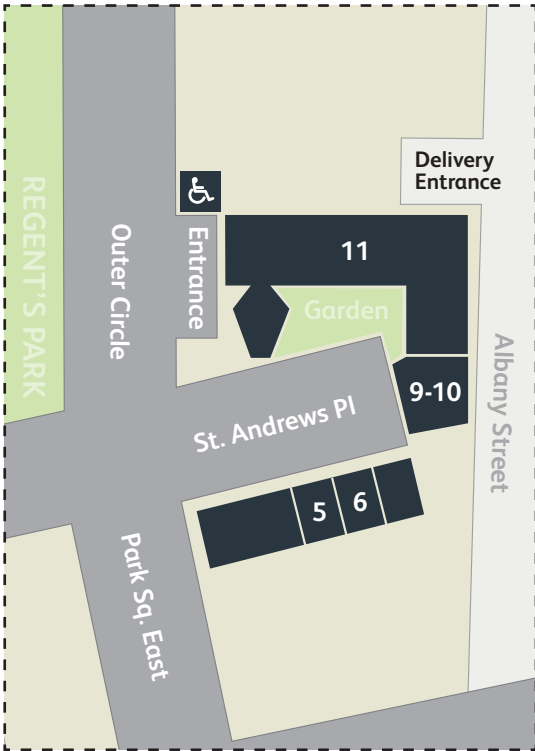 Delivery
Entrance
REGENT'S PARK
Outer Circle
Entrance
11
Garden
9-10
Albany Street
St. Andrews Pl
5
6
Park Sq. East